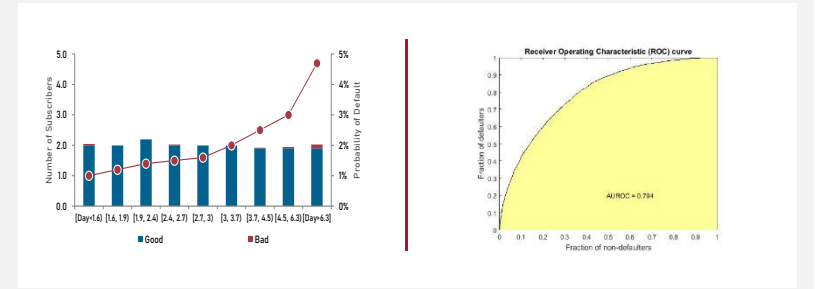 5.0
4.0
3.0
2.0
1.0
0.0
Number of Subscribers
5%
4%
3%
2%
1%
0%
Probability of Default
[Day<1.6) [1.6, 1.9) [1.9, 2.4) [2.4, 2.7) [2.7, 3) [3, 3.7) [3.7, 4.5) [4.5, 6.3) [Day>6.3]
Good Bad
Receiver Operating Characteristic (ROC) curve
1
0.9
0.8
0.7
0.6
0.5
0.4
0.3
0.2
0.1
0
Fraction of defaulters
AUROC = 0.794
0 0.1 0.2 0.3 0.4 0.5 0.6 0.7 0.8 0.9 1
Fraction of non-defaulters